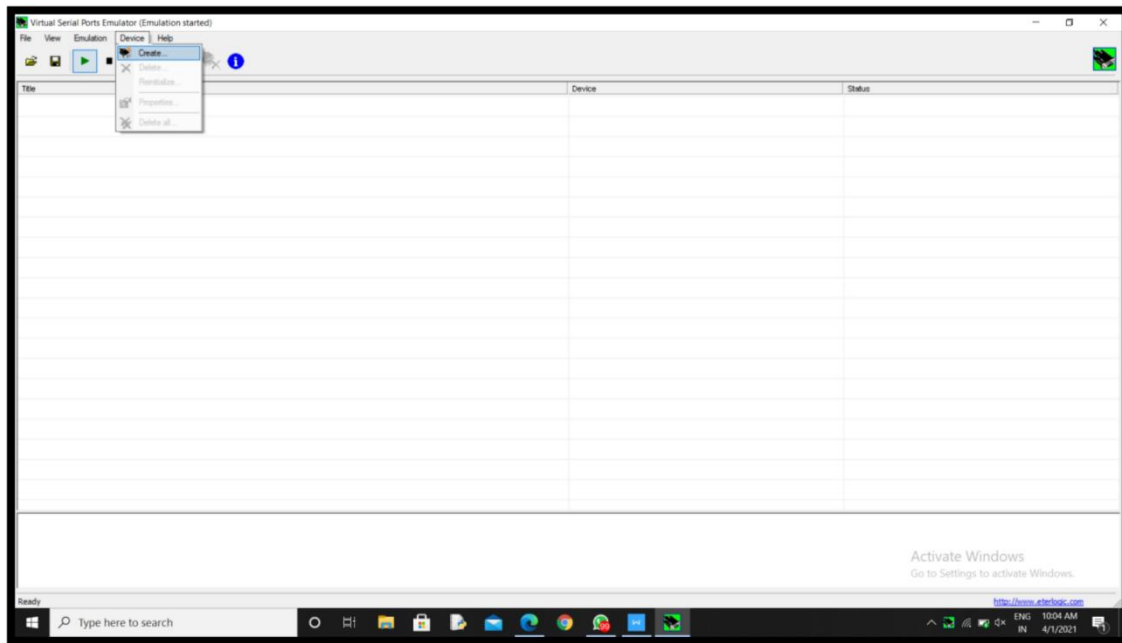 Virtual Serial Ports Emulator (Emulation started)
File View Emulation Device Help
Create...
Delete...
Reinitialize...
Properties...
Delete all...
Title Device Status
Activate Windows
Go to Settings to activate Windows.
Ready http://www.eterlogic.com
Type here to search
ENG 10:04 AM
IN 4/1/2021